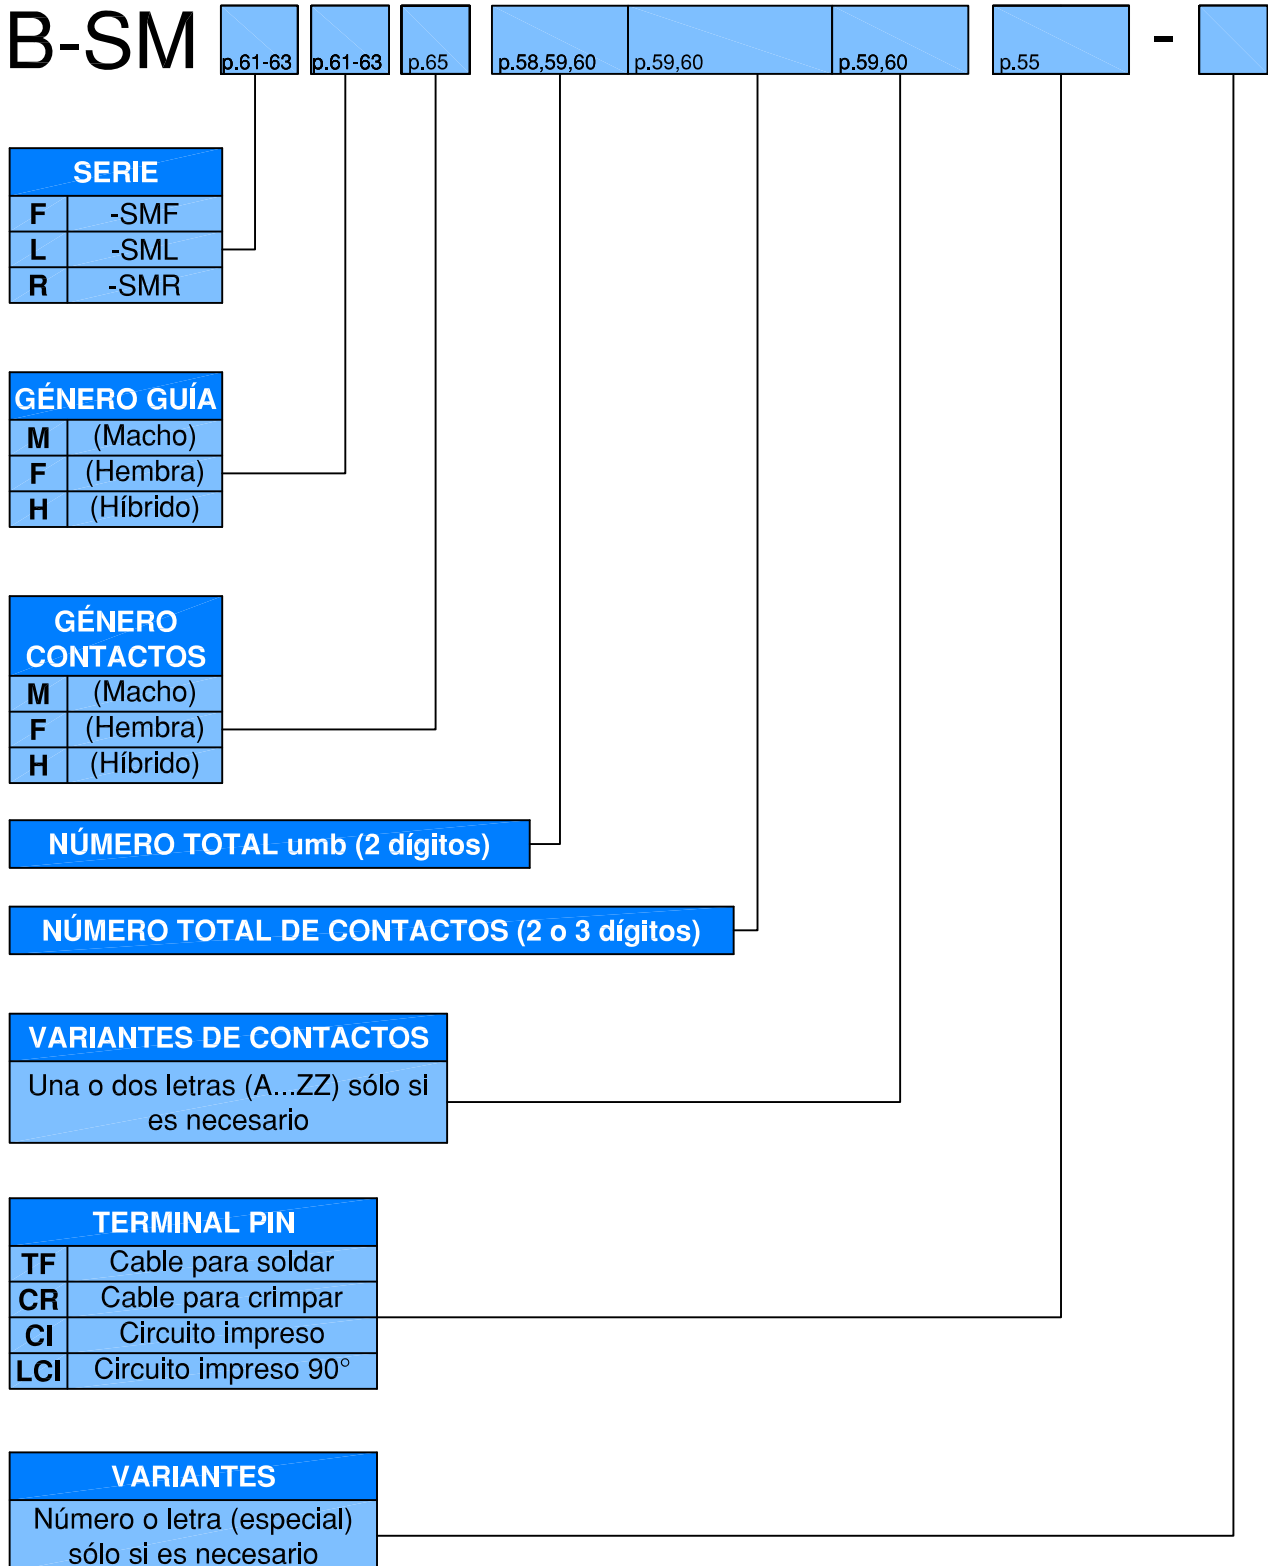 B-SM -
p.61-63 p.61-63 p.65 p.58,59,60 p.59,60 p.59,60 p.55
SERIE
F -SMF
L -SML
R -SMR
GÉNERO GUÍA
M (Macho)
F (Hembra)
H (Híbrido)
GÉNERO
CONTACTOS
M (Macho)
F (Hembra)
H (Híbrido)
NÚMERO TOTAL umb (2 dígitos)
NÚMERO TOTAL DE CONTACTOS (2 o 3 dígitos)
VARIANTES DE CONTACTOS
Una o dos letras (A...ZZ) sólo si
es necesario
TERMINAL PIN
TF Cable para soldar
CR Cable para crimpar
CI Circuito impreso
LCI Circuito impreso 90°
VARIANTES
Número o letra (especial)
sólo si es necesario